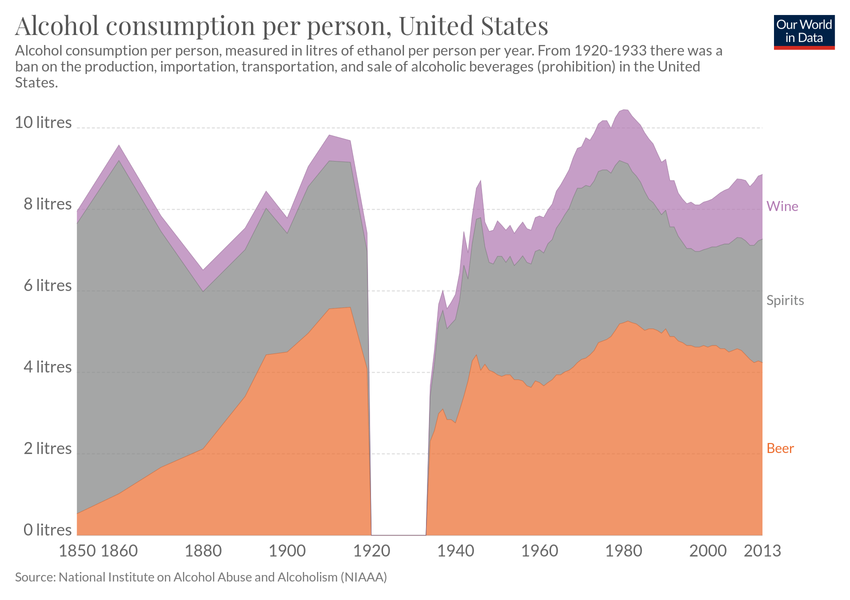 Alcohol consumption per person, United States
Our World
in Data
Alcohol consumption per person, measured in litres of ethanol per person per year. From 1920-1933 there was a
ban on the production, importation, transportation, and sale of alcoholic beverages (prohibition) in the United
States.
10 litres
8 litres
6 litres
4 litres
2 litres
0 litres
Wine
Spirits
Beer
1850 1860 1880 1900 1920 1940 1960 1980 2000 2013
Source: National Institute on Alcohol Abuse and Alcoholism (NIAAA)